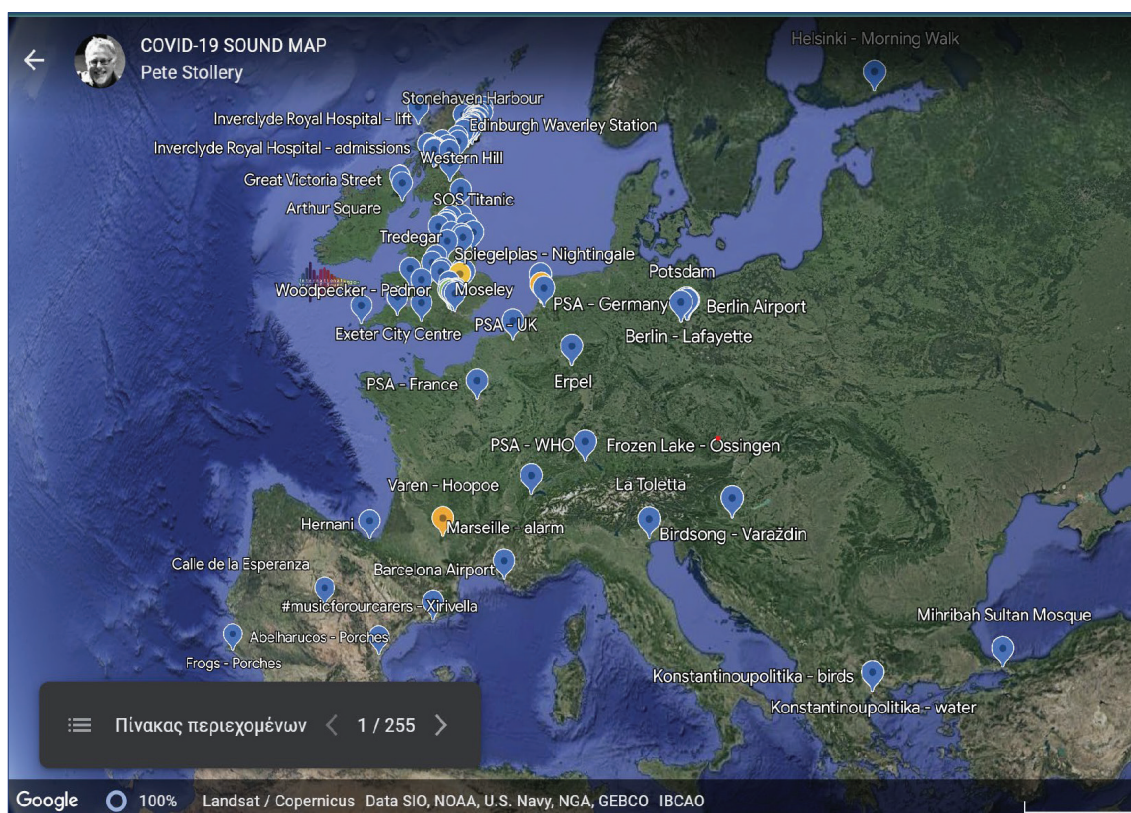 COVID-19 SOUND MAP
Pete Stollery
Helsinki - Morning Walk
Stonehaven Harbour
Inverclyde Royal Hospital - lift
Edinburgh Waverley Station
Inverclyde Royal Hospital - admissions
Western Hill
Great Victoria Street
SOS Titanic
Arthur Square
Tredegar
Spiegelplas - Nightingale
Potsdam
Woodpecker - Pednor
Moseley
PSA - Germany
Berlin Airport
Exeter City Centre
PSA - UK
Berlin - Lafayette
PSA - France
Erpel
PSA - WHO
Frozen Lake - Ossingen
Varen - Hoopoe
La Toletta
Hernani
Marseille - alarm
Birdsong - Varaždin
Calle de la Esperanza
Barcelona Airport
#musicforourcarers - Xirivella
Mihribah Sultan Mosque
Abelharucos - Porches
Frogs - Porches
Konstantinoupolitika - birds
Konstantinoupolitika - water
Πίνακας περιεχομένων 1 / 255
Google 100% Landsat / Copernicus Data SIO, NOAA, U.S. Navy, NGA, GEBCO IBCAO